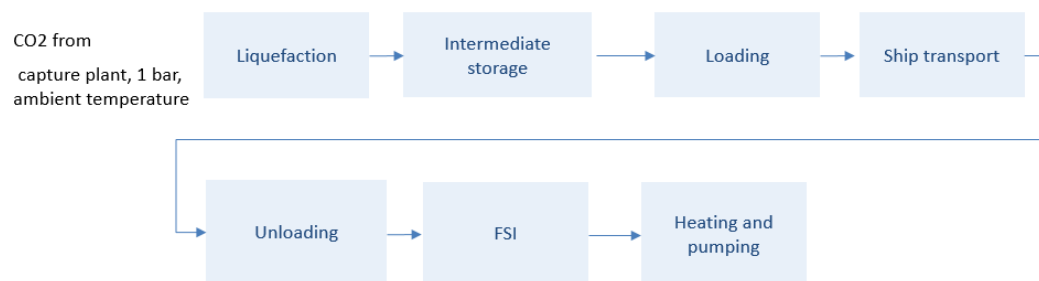 CO2 from
capture plant, 1 bar,
ambient temperature
Liquefaction
Intermediate
storage
Loading
Ship transport
Unloading
FSI
Heating and
pumping